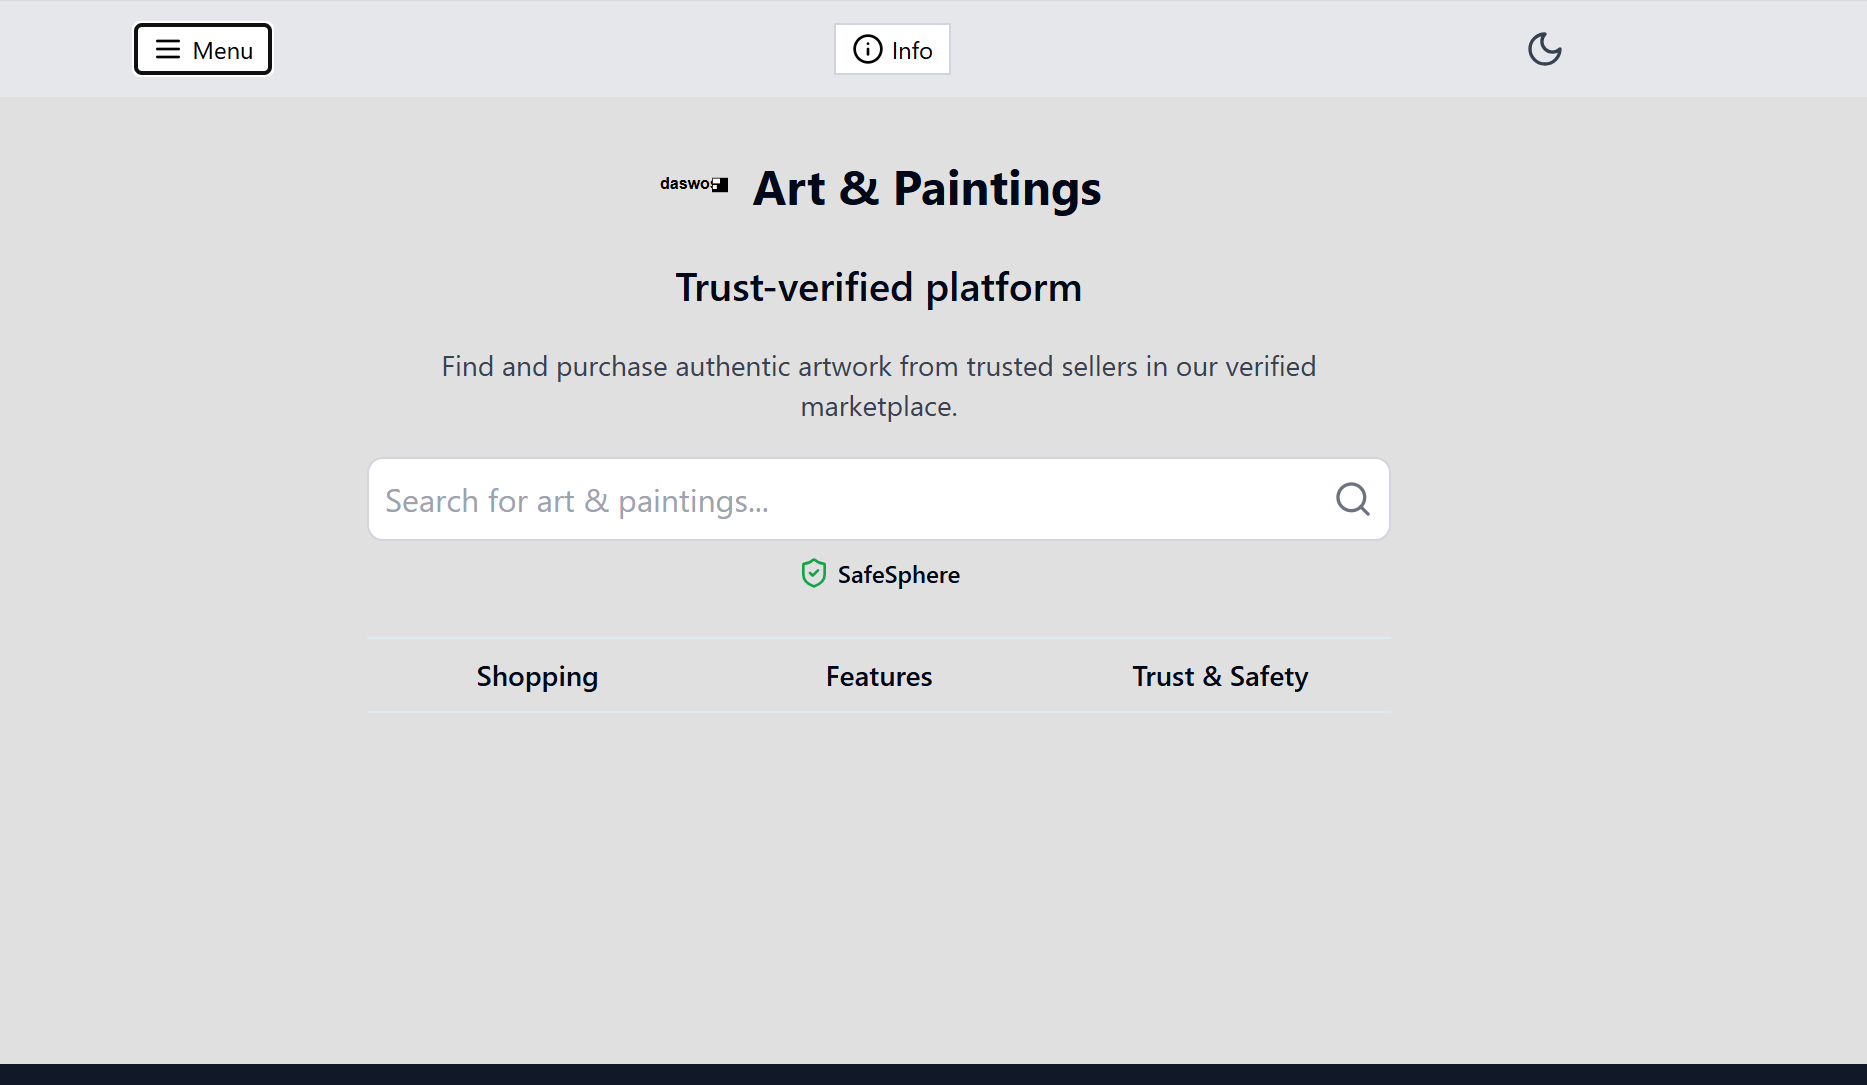 Menu
Info
Art & Paintings
Trust-verified platform
Find and purchase authentic artwork from trusted sellers in our verified
marketplace.
Search for art & paintings...
SafeSphere
Shopping Features Trust & Safety